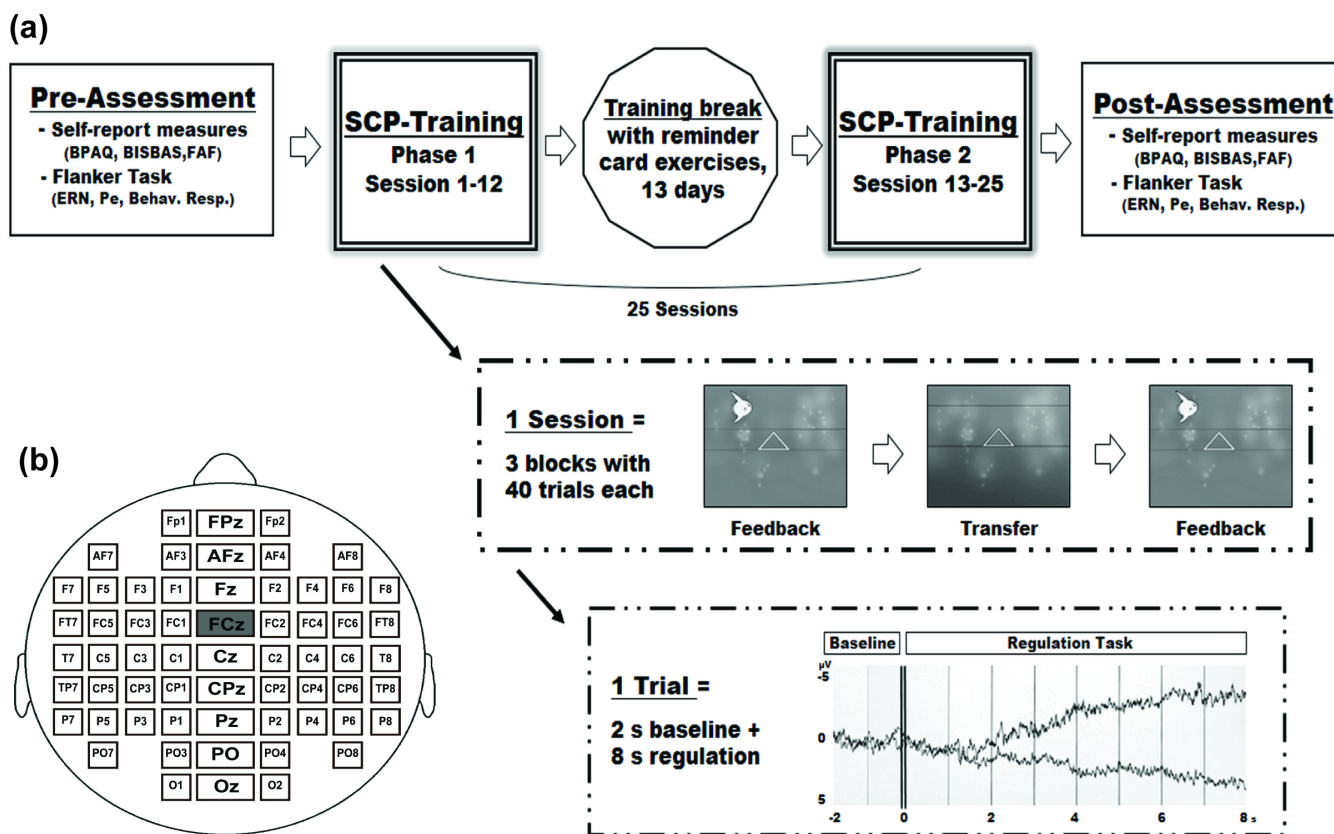 (a)
Pre-Assessment
- Self-report measures
(BPAQ, BISBAS,FAF)
- Flanker Task
(ERN, Pe, Behav. Resp.)
SCP-Training
Phase 1
Session 1-12
Training break
with reminder
card exercises,
13 days
SCP-Training
Phase 2
Session 13-25
Post-Assessment
- Self-report measures
(BPAQ, BISBAS,FAF)
- Flanker Task
(ERN, Pe, Behav. Resp.)
25 Sessions
1 Session =
3 blocks with
40 trials each
Feedback
Transfer
Feedback
(b)
Fp1 FPz Fp2
AF7 AF3 AFz AF4 AF8
F7 F5 F3 F1 Fz F2 F4 F6 F8
FT7 FC5 FC3 FC1 FCz FC2 FC4 FC6 FT8
T7 C5 C3 C1 Cz C2 C4 C6 T8
TP7 CP5 CP3 CP1 CPz CP2 CP4 CP6 TP8
P7 P5 P3 P1 Pz P2 P4 P6 P8
PO7 PO3 PO PO4 PO8
O1 Oz O2
1 Trial =
2 s baseline +
8 s regulation
Baseline Regulation Task
µV
-5
0
5
-2 0 2 4 6 8 s